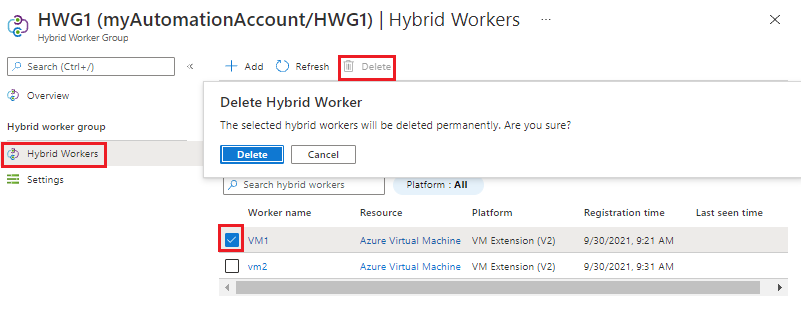 HWG1 (myAutomationAccount/HWG1) | Hybrid Workers ...
Hybrid Worker Group
Search (Ctrl+/)
Overview
Hybrid worker group
Hybrid Workers
Settings
Add Refresh Delete
Delete Hybrid Worker
The selected hybrid workers will be deleted permanently. Are you sure?
Delete Cancel
Search hybrid workers Platform : All
Worker name Resource Platform Registration time Last seen time
VM1 Azure Virtual Machine VM Extension (V2) 9/30/2021, 9:21 AM
vm2 Azure Virtual Machine VM Extension (V2) 9/30/2021, 9:31 AM